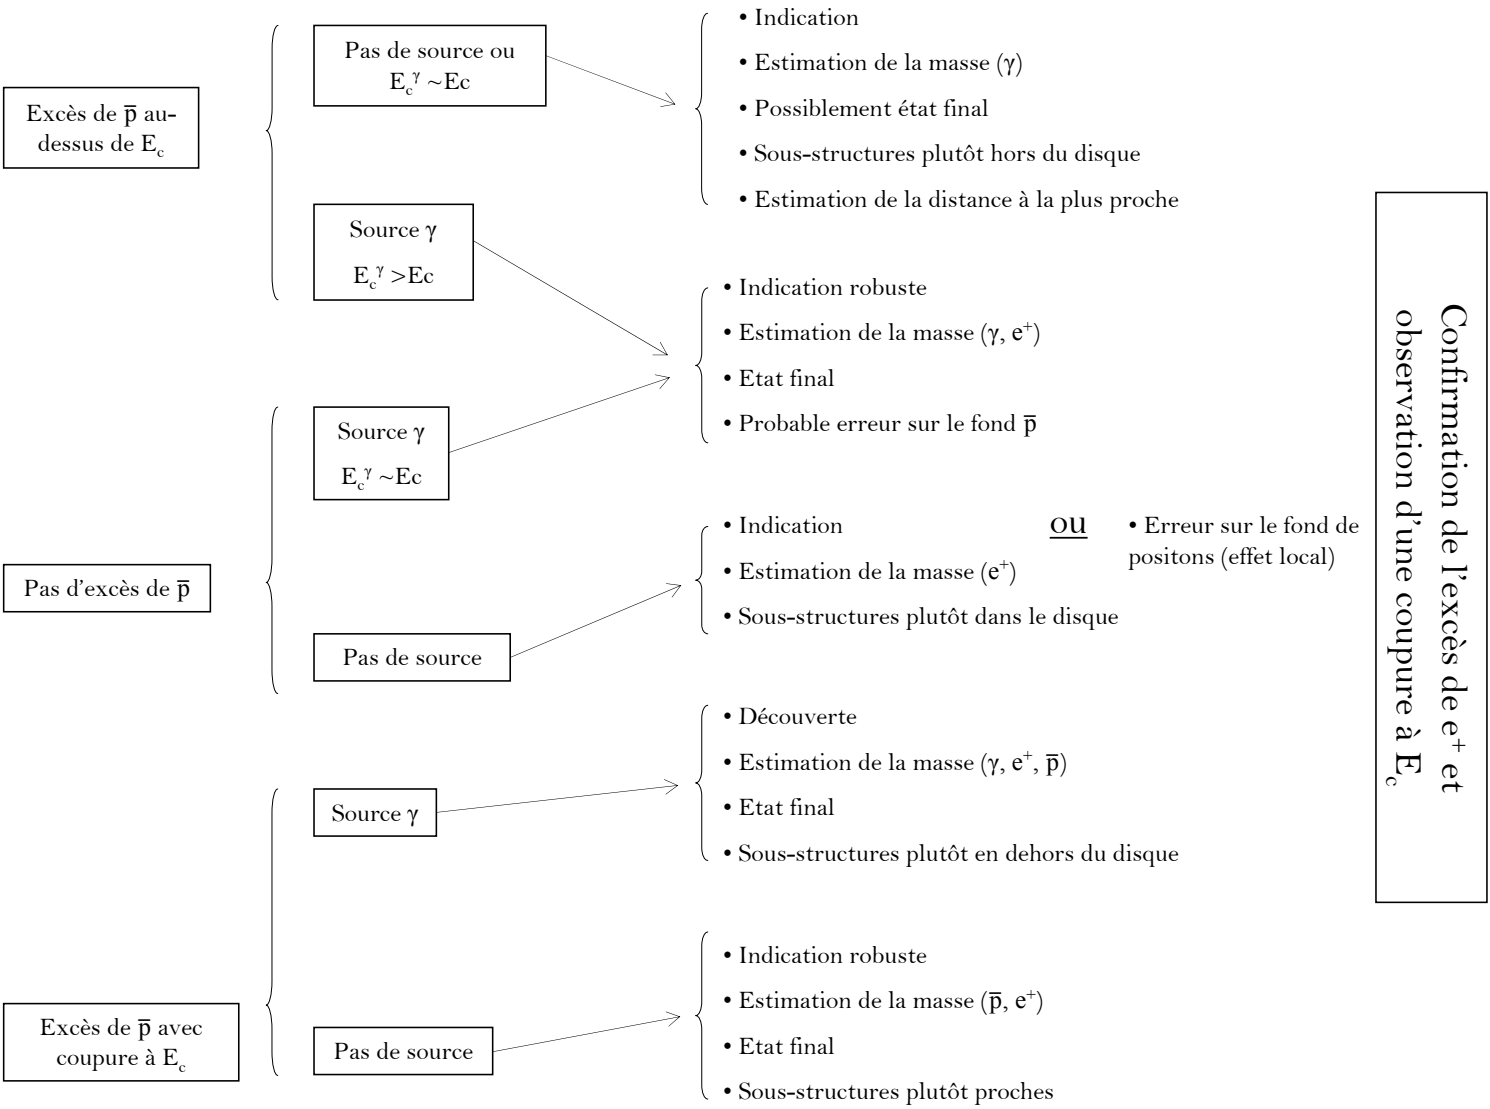 Excès de p̅ au-
dessus de E_c
Pas de source ou
E_c^γ ~Ec
• Indication
• Estimation de la masse (γ)
• Possiblement état final
• Sous-structures plutôt hors du disque
• Estimation de la distance à la plus proche
Source γ
E_c^γ >Ec
• Indication robuste
• Estimation de la masse (γ, e⁺)
• Etat final
• Probable erreur sur le fond p̅
Pas d'excès de p̅
Source γ
E_c^γ ~Ec
Pas de source
• Indication
• Estimation de la masse (e⁺)
• Sous-structures plutôt dans le disque
ou
• Erreur sur le fond de
positons (effet local)
Excès de p̅ avec
coupure à E_c
Source γ
• Découverte
• Estimation de la masse (γ, e⁺, p̅)
• Etat final
• Sous-structures plutôt en dehors du disque
Pas de source
• Indication robuste
• Estimation de la masse (p̅, e⁺)
• Etat final
• Sous-structures plutôt proches
Confirmation de l'excès de e⁺ et
observation d'une coupure à E_c